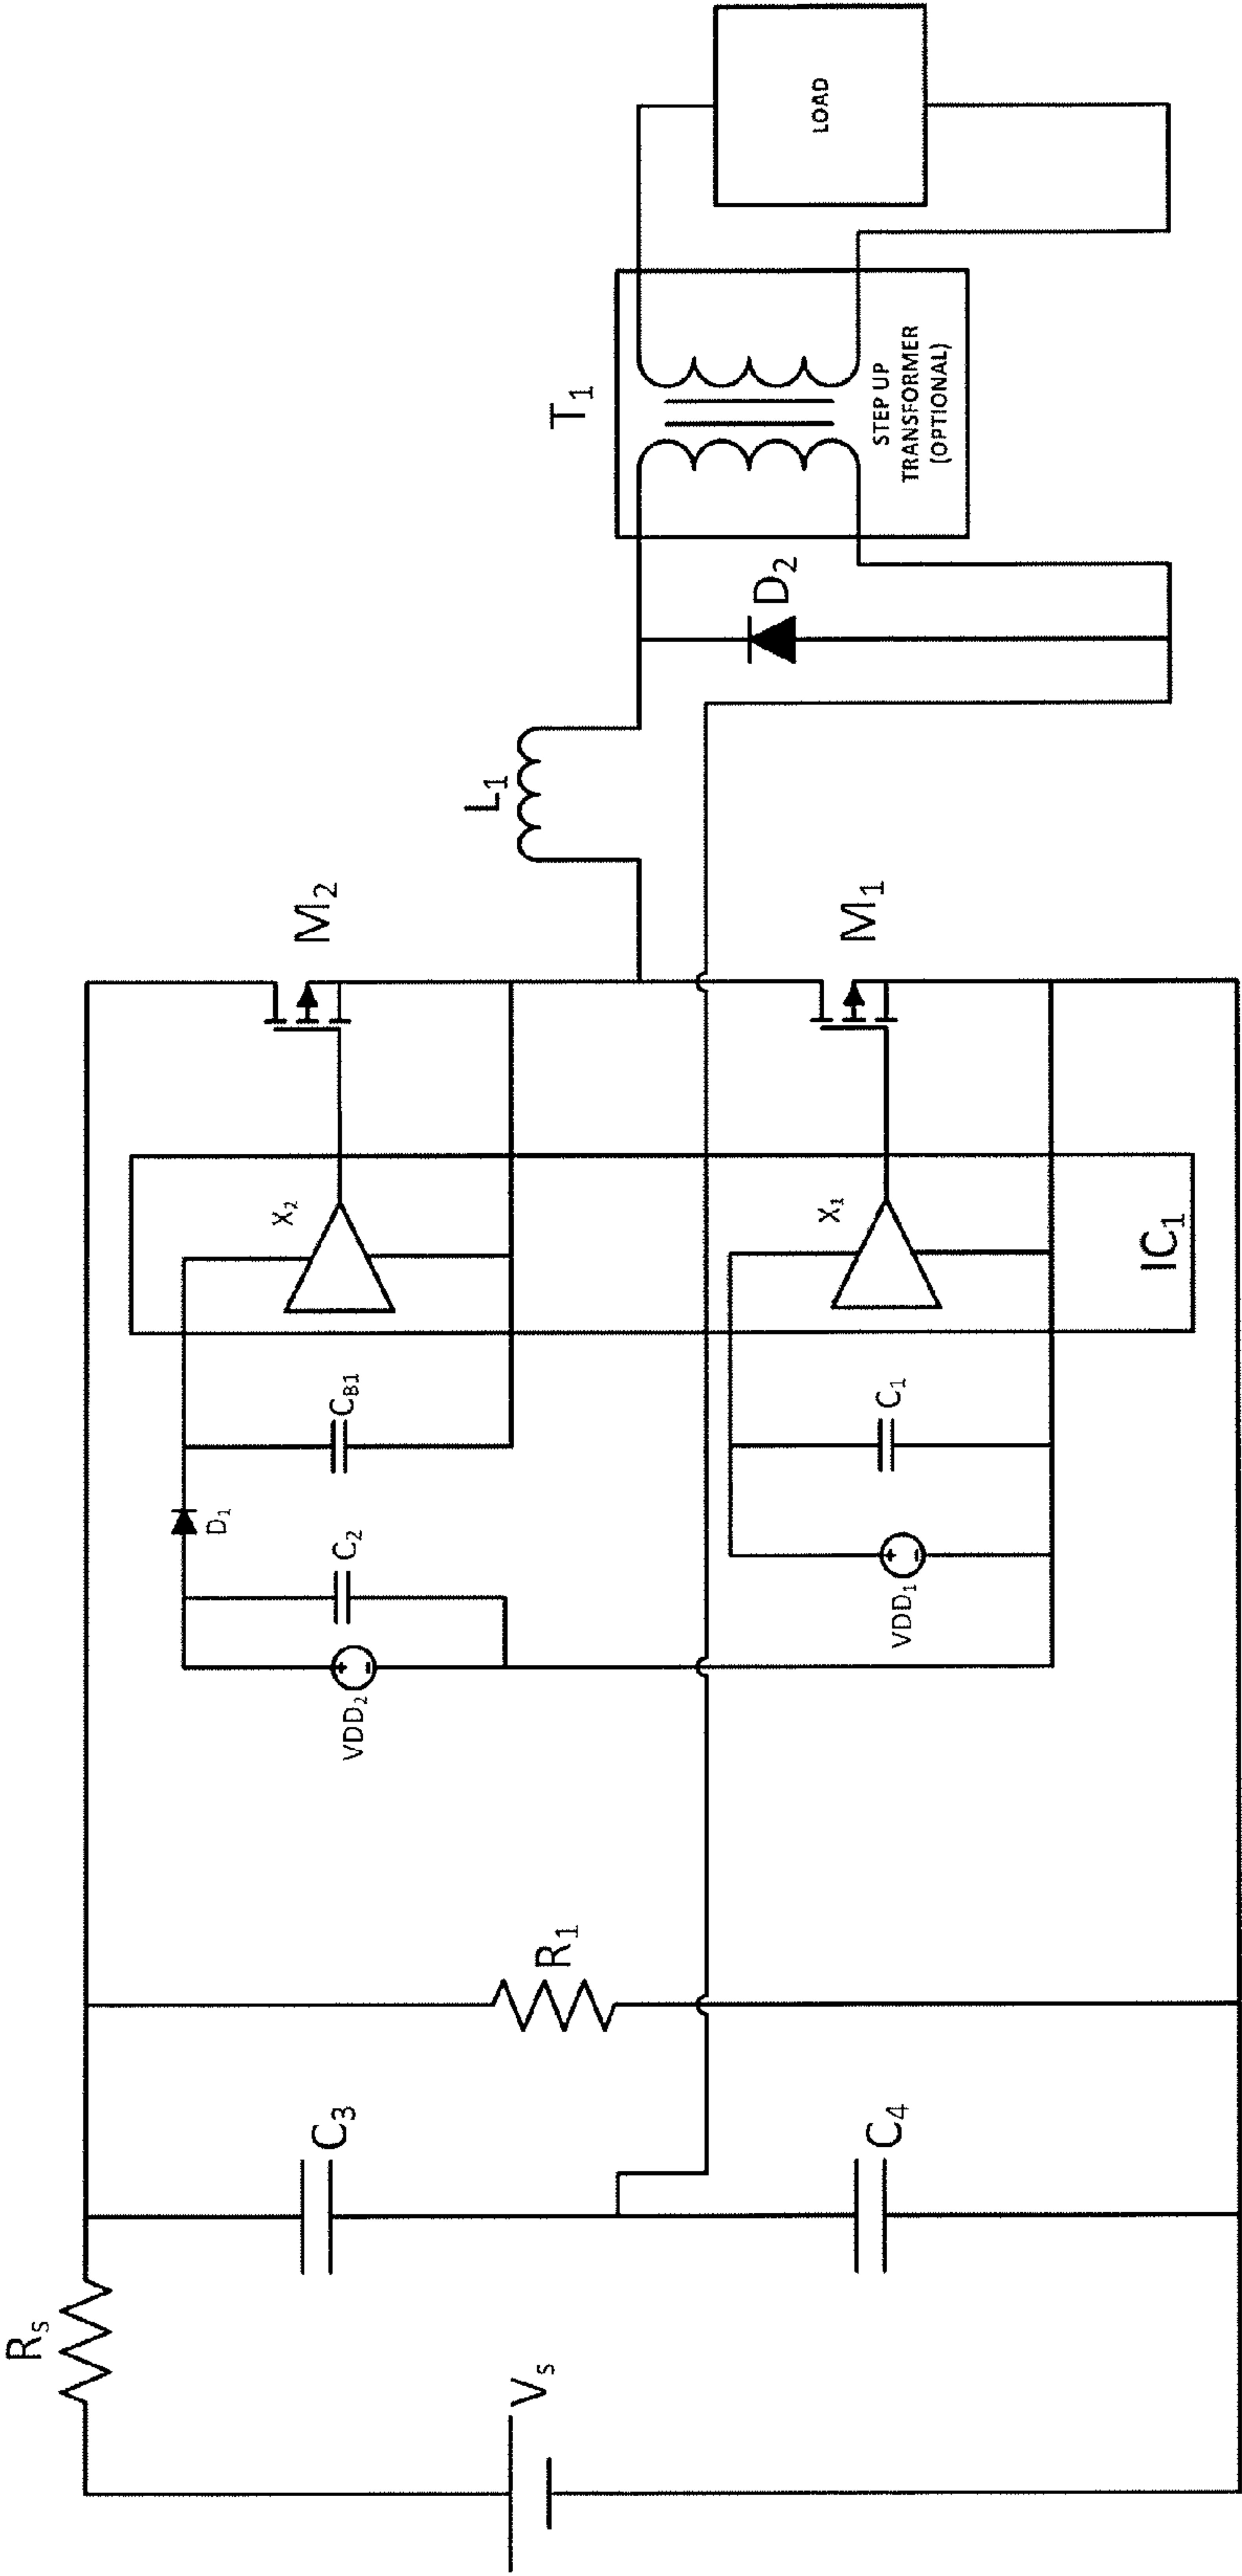 Rₛ
Vₛ
C₃
C₄
R₁
VDD₂
C₂
D₁
C_B1
X₂
VDD₁
C₁
X₁
IC₁
M₂
M₁
L₁
D₂
T₁
STEP UP
TRANSFORMER
(OPTIONAL)
LOAD